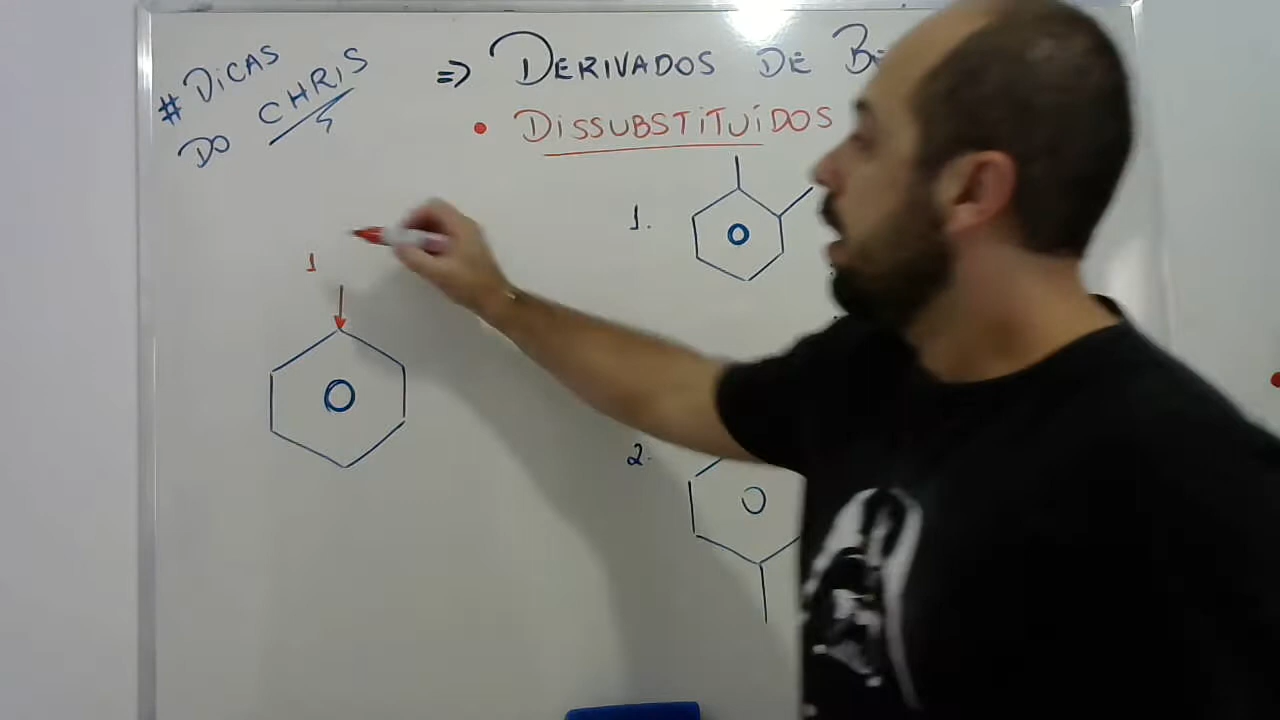 # DICAS
DO CHRIS
=> DERIVADOS DE
• DISSUBSTITUÍDOS
1.
1
2.